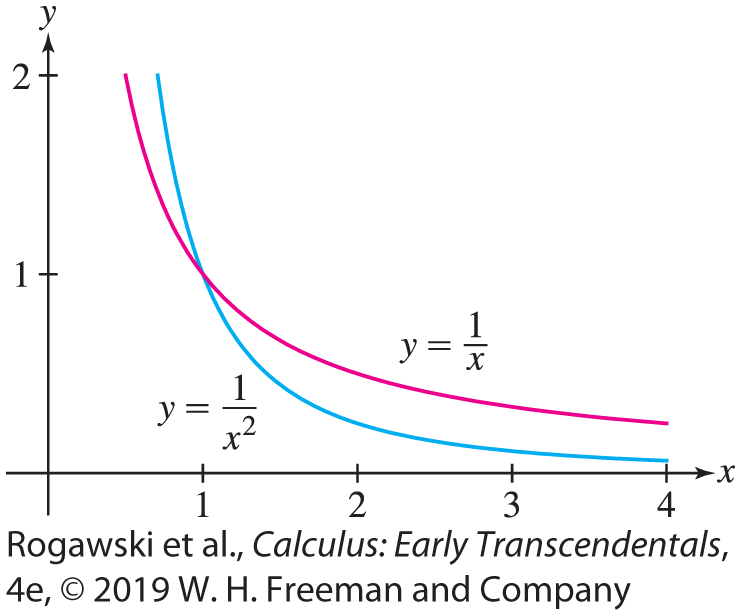 y
2
1
y = 1/x
y = 1/x²
x
1 2 3 4
Rogawski et al., Calculus: Early Transcendentals,
4e, © 2019 W. H. Freeman and Company